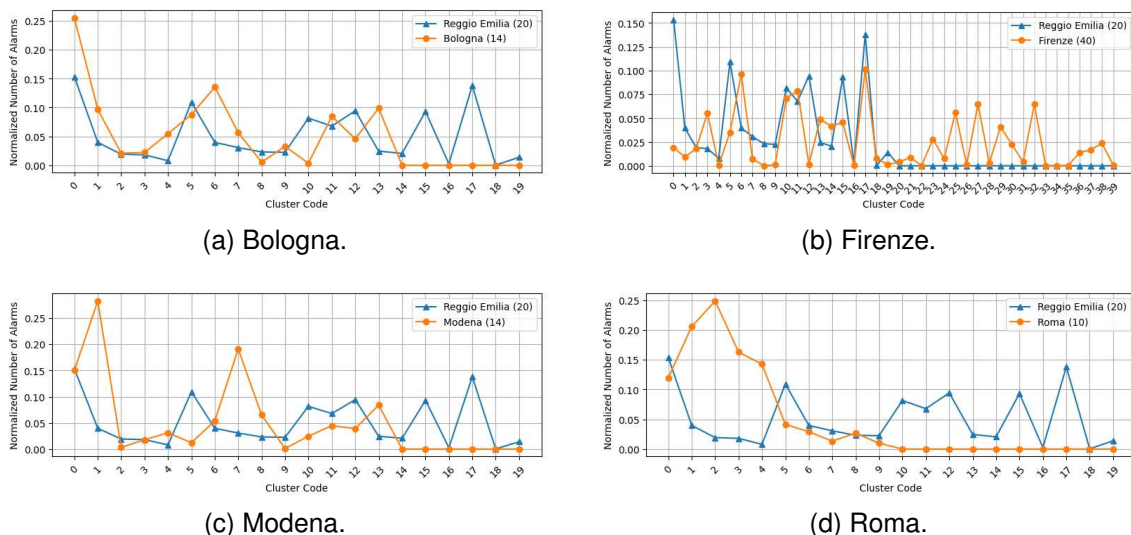 Normalized Number of Alarms
0.25
0.20
0.15
0.10
0.05
0.00
Reggio Emilia (20)
Bologna (14)
0 1 2 3 4 5 6 7 8 9 10 11 12 13 14 15 16 17 18 19
Cluster Code
(a) Bologna.
Normalized Number of Alarms
0.150
0.125
0.100
0.075
0.050
0.025
0.000
Reggio Emilia (20)
Firenze (40)
0 1 2 3 4 5 6 7 8 9 10 11 12 13 14 15 16 17 18 19 20 21 22 23 24 25 26 27 28 29 30 31 32 33 34 35 36 37 38 39
Cluster Code
(b) Firenze.
Normalized Number of Alarms
0.25
0.20
0.15
0.10
0.05
0.00
Reggio Emilia (20)
Modena (14)
0 1 2 3 4 5 6 7 8 9 10 11 12 13 14 15 16 17 18 19
Cluster Code
(c) Modena.
Normalized Number of Alarms
0.25
0.20
0.15
0.10
0.05
0.00
Reggio Emilia (20)
Roma (10)
0 1 2 3 4 5 6 7 8 9 10 11 12 13 14 15 16 17 18 19
Cluster Code
(d) Roma.